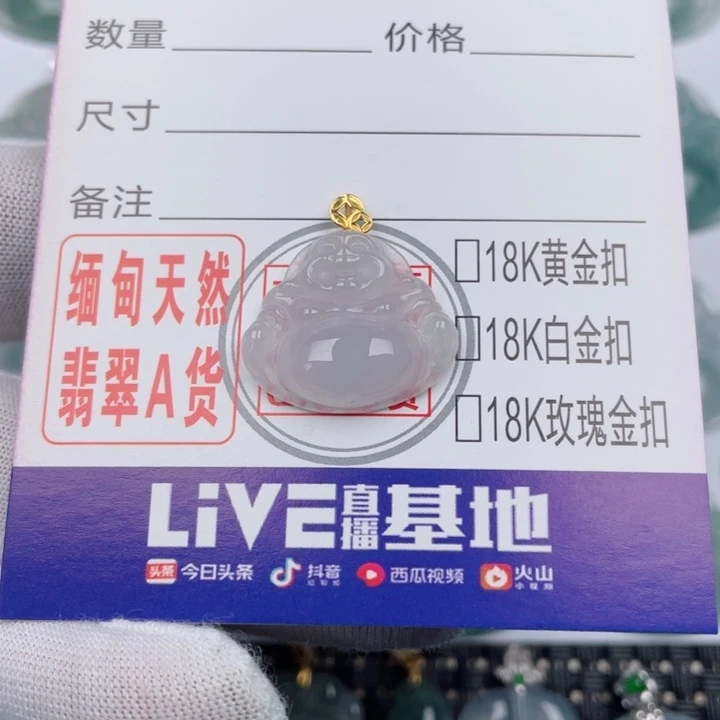 数量 价格
尺寸
备注
缅甸天然
翡翠A货
□18K黄金扣
□18K白金扣
□18K玫瑰金扣
LiVE直播基地
头条 今日头条 抖音 西瓜视频 火山
小视频